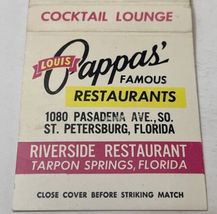 COCKTAIL LOUNGE
LOUIS Pappas'
FAMOUS
RESTAURANTS
1080 PASADENA AVE., SO.
ST. PETERSBURG, FLORIDA
RIVERSIDE RESTAURANT
TARPON SPRINGS, FLORIDA
CLOSE COVER BEFORE STRIKING MATCH